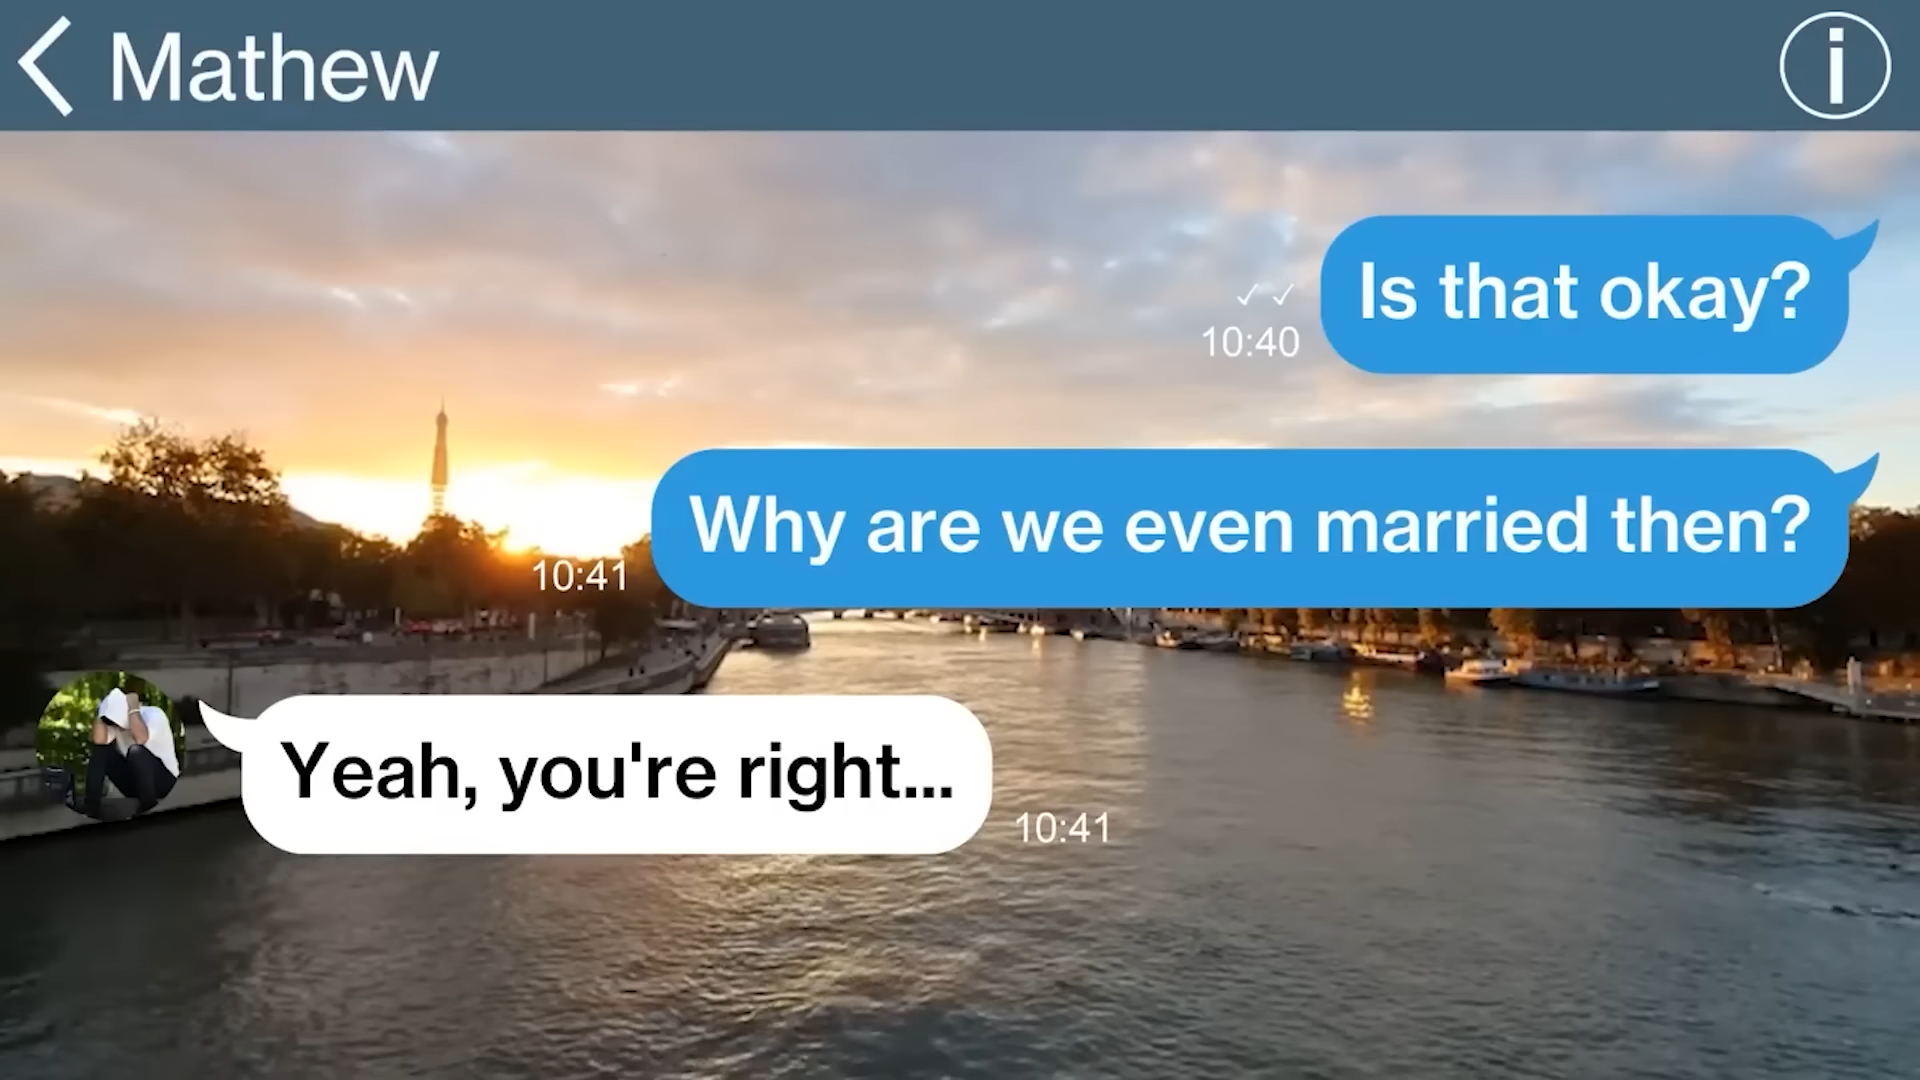 Mathew
Is that okay?
✓✓
10:40
Why are we even married then?
10:41
Yeah, you're right...
10:41